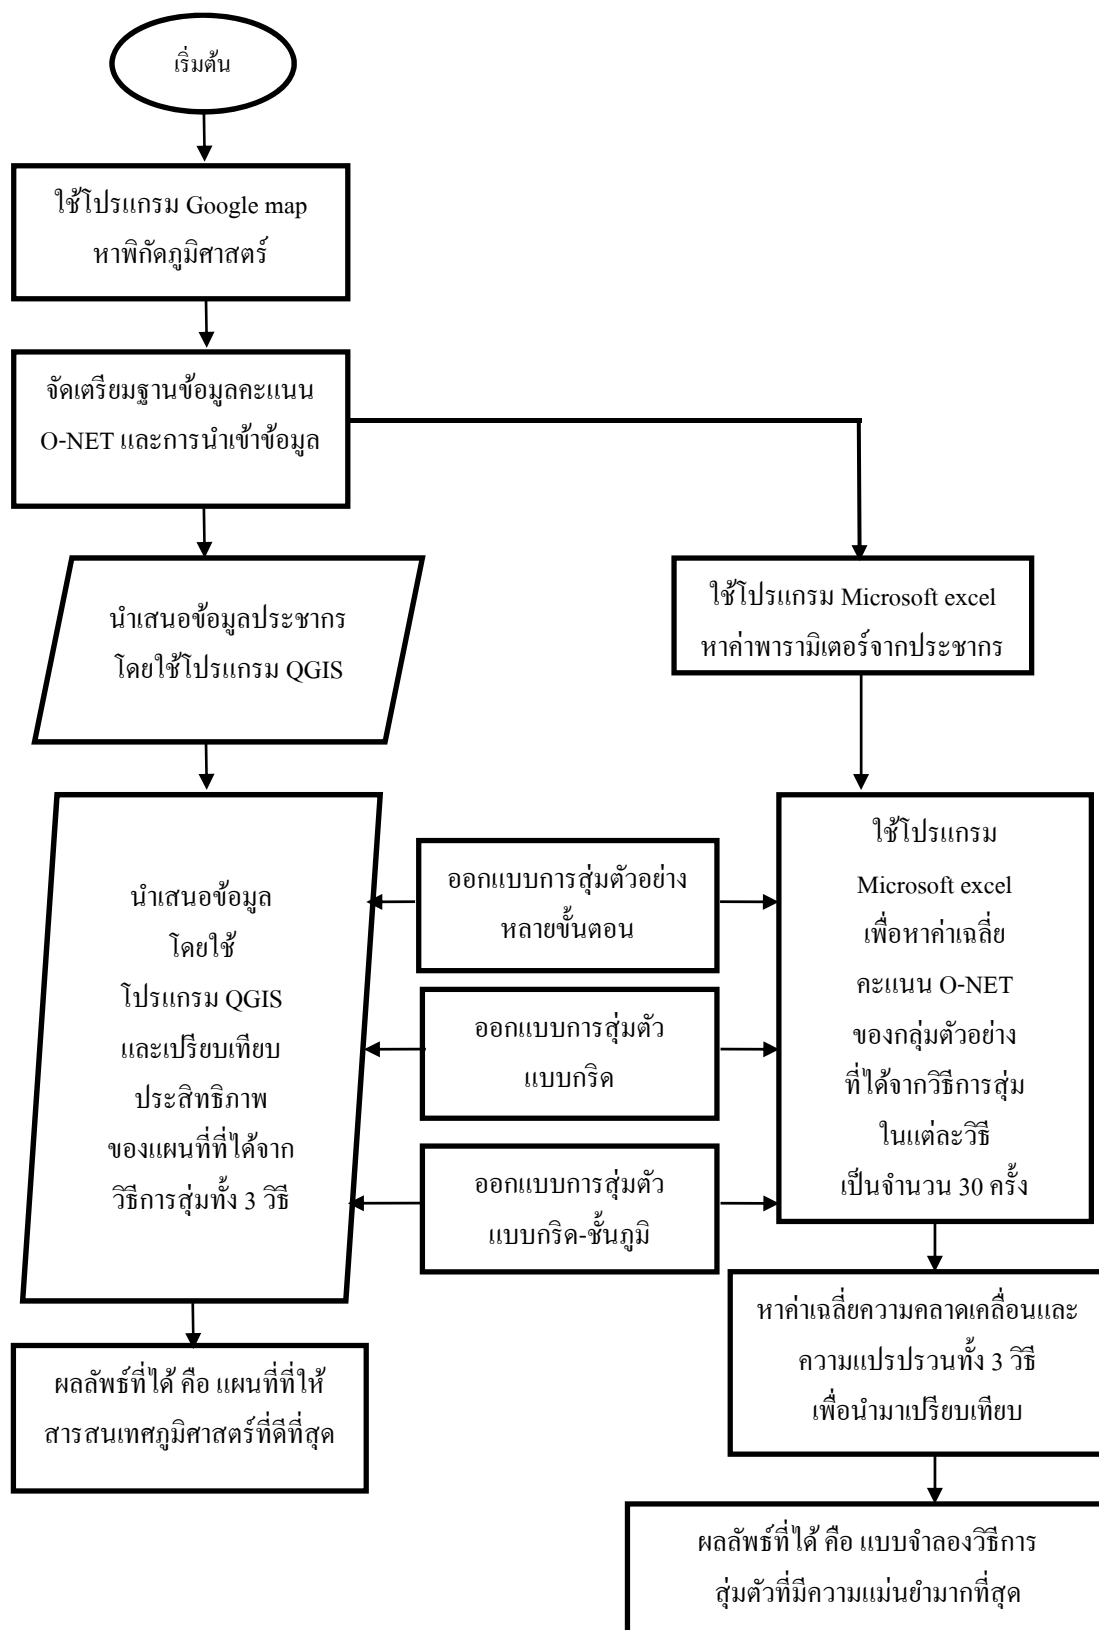 เริ่มต้น
ใช้โปรแกรม Google map
หาพิกัดภูมิศาสตร์
จัดเตรียมฐานข้อมูลคะแนน
O-NET และการนำเข้าข้อมูล
นำเสนอข้อมูลประชากร
โดยใช้โปรแกรม QGIS
ใช้โปรแกรม Microsoft excel
หาค่าพารามิเตอร์จากประชากร
นำเสนอข้อมูล
โดยใช้
โปรแกรม QGIS
และเปรียบเทียบ
ประสิทธิภาพ
ของแผนที่ที่ได้จาก
วิธีการสุ่มทั้ง 3 วิธี
ออกแบบการสุ่มตัวอย่าง
หลายขั้นตอน
ออกแบบการสุ่มตัว
แบบกริด
ออกแบบการสุ่มตัว
แบบกริด-ชั้นภูมิ
ใช้โปรแกรม
Microsoft excel
เพื่อหาค่าเฉลี่ย
คะแนน O-NET
ของกลุ่มตัวอย่าง
ที่ได้จากวิธีการสุ่ม
ในแต่ละวิธี
เป็นจำนวน 30 ครั้ง
หาค่าเฉลี่ยความคลาดเคลื่อนและ
ความแปรปรวนทั้ง 3 วิธี
เพื่อนำมาเปรียบเทียบ
ผลลัพธ์ที่ได้ คือ แผนที่ที่ให้
สารสนเทศภูมิศาสตร์ที่ดีที่สุด
ผลลัพธ์ที่ได้ คือ แบบจำลองวิธีการ
สุ่มตัวที่มีความแม่นยำมากที่สุด